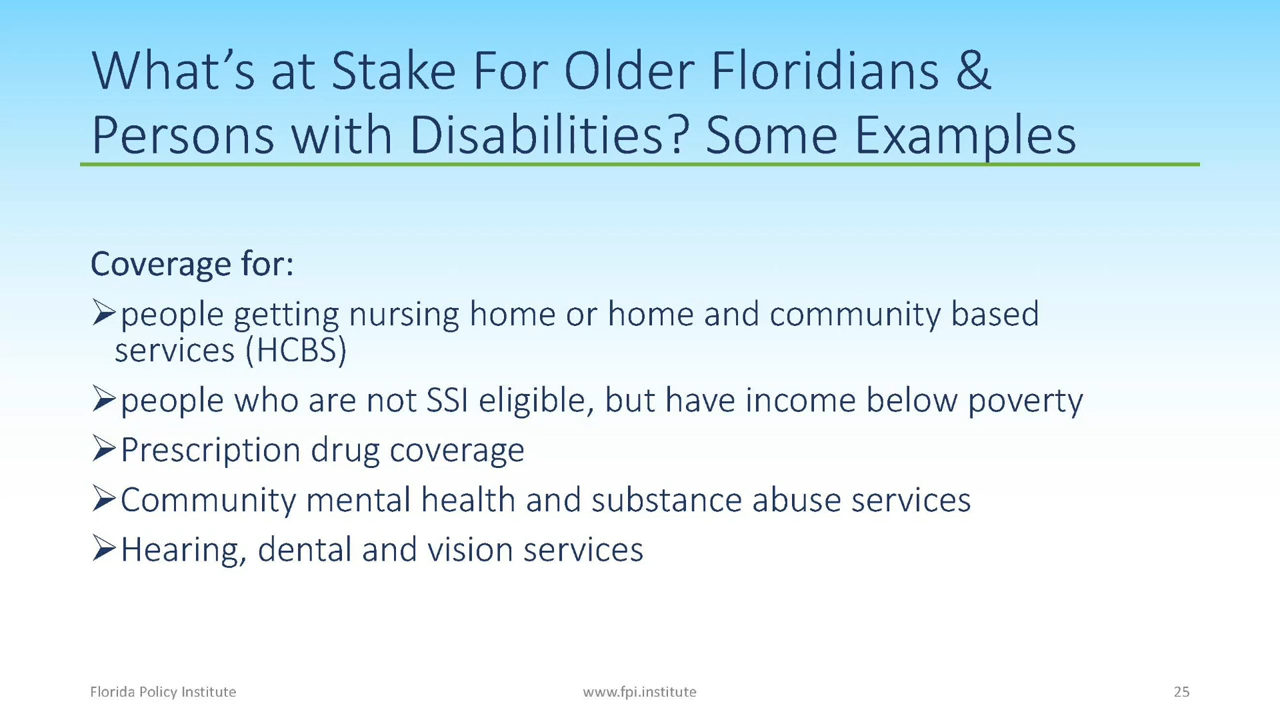 What’s at Stake For Older Floridians &
Persons with Disabilities? Some Examples
Coverage for:
➢people getting nursing home or home and community based
services (HCBS)
➢people who are not SSI eligible, but have income below poverty
➢Prescription drug coverage
➢Community mental health and substance abuse services
➢Hearing, dental and vision services
Florida Policy Institute
www.fpi.institute
25